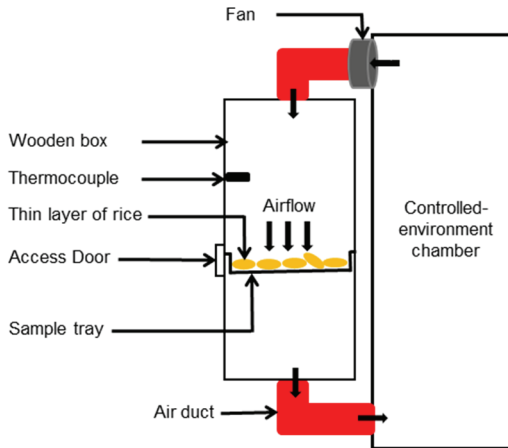 Fan
Wooden box
Thermocouple
Thin layer of rice
Airflow
Access Door
Controlled-
environment
chamber
Sample tray
Air duct